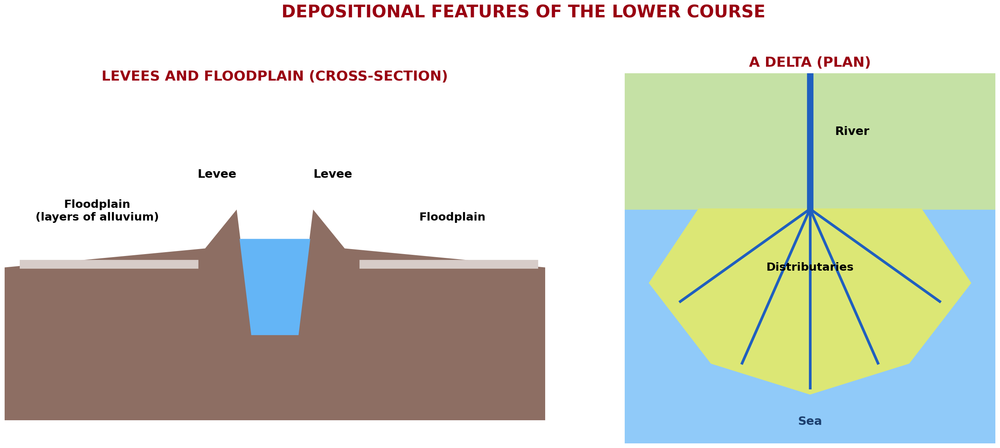 DEPOSITIONAL FEATURES OF THE LOWER COURSE
LEVEES AND FLOODPLAIN (CROSS-SECTION)
Levee
Levee
Floodplain
(layers of alluvium)
Floodplain
A DELTA (PLAN)
River
Distributaries
Sea